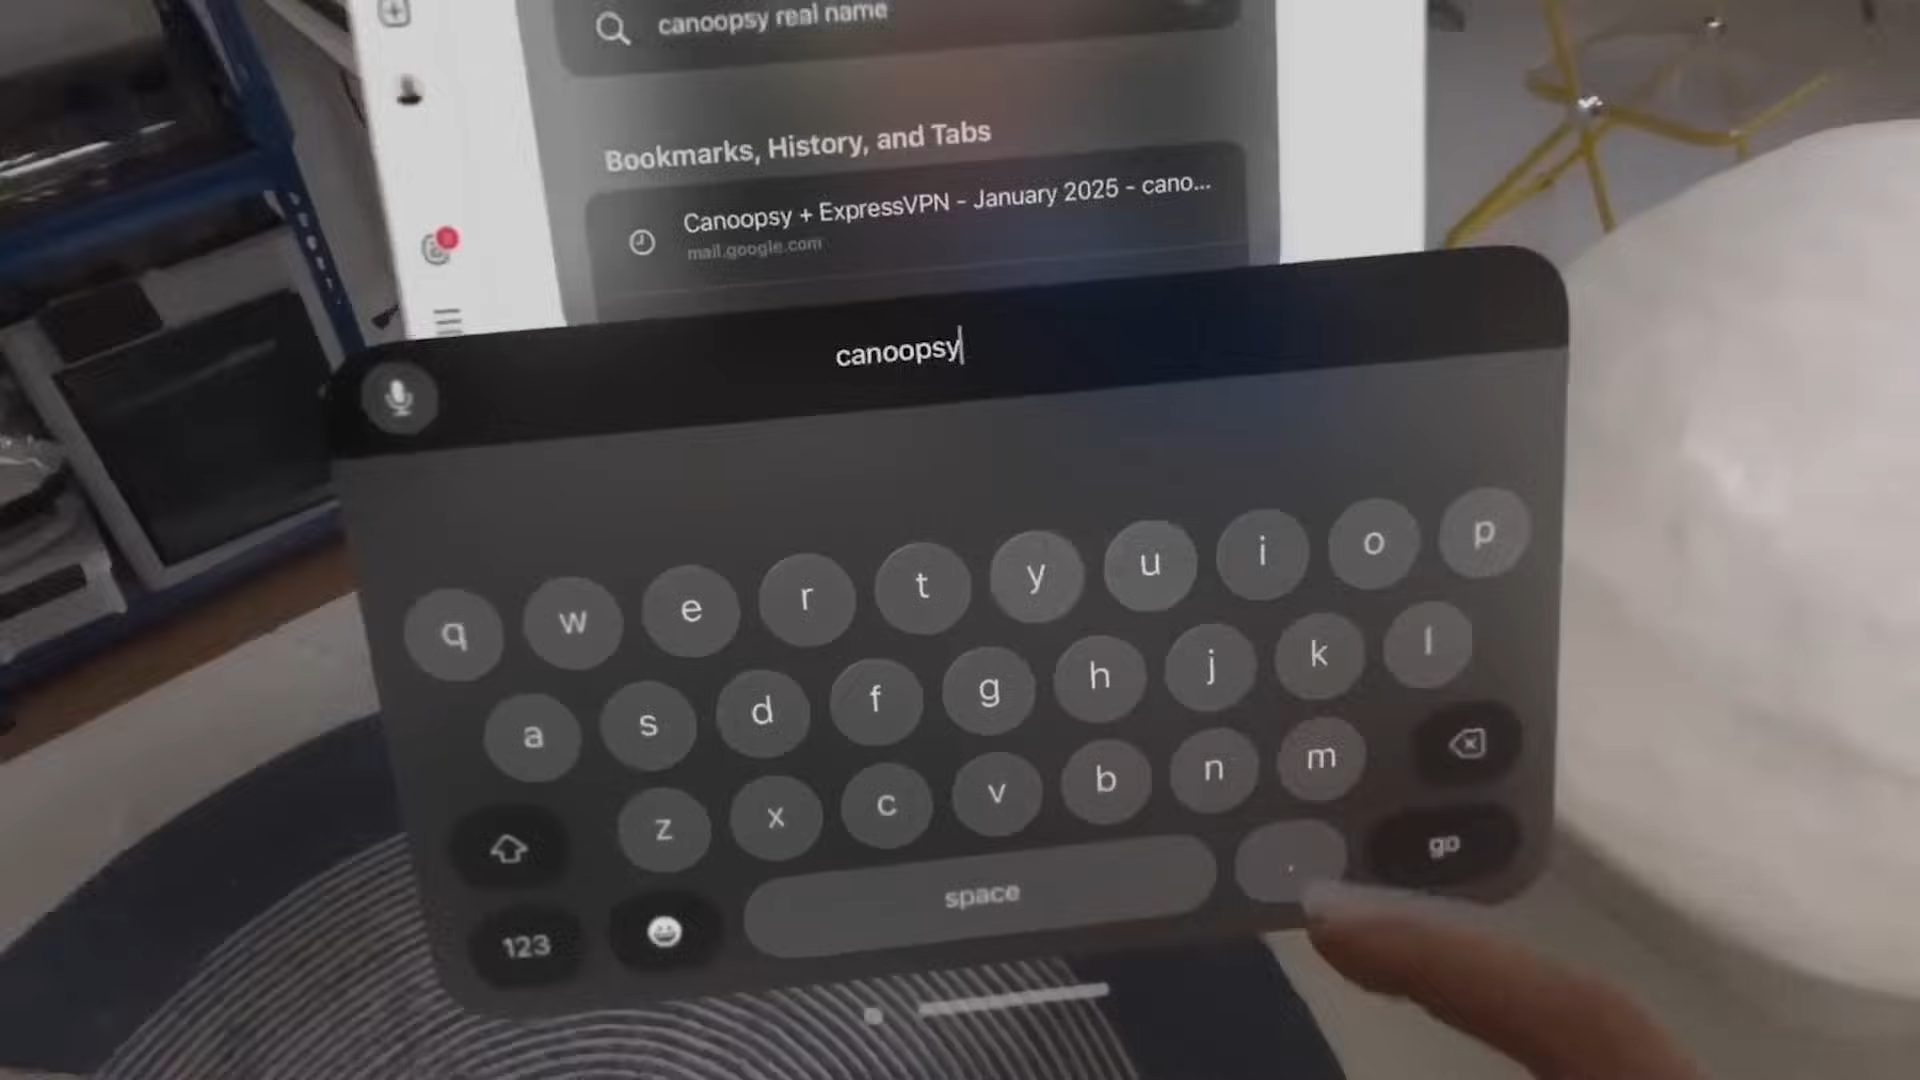 canoopsy real name
Bookmarks, History, and Tabs
Canoopsy + ExpressVPN - January 2025 - cano...
mail.google.com
canoopsy
q w e r t y u i o p
a s d f g h j k l
z x c v b n m
123 space . go